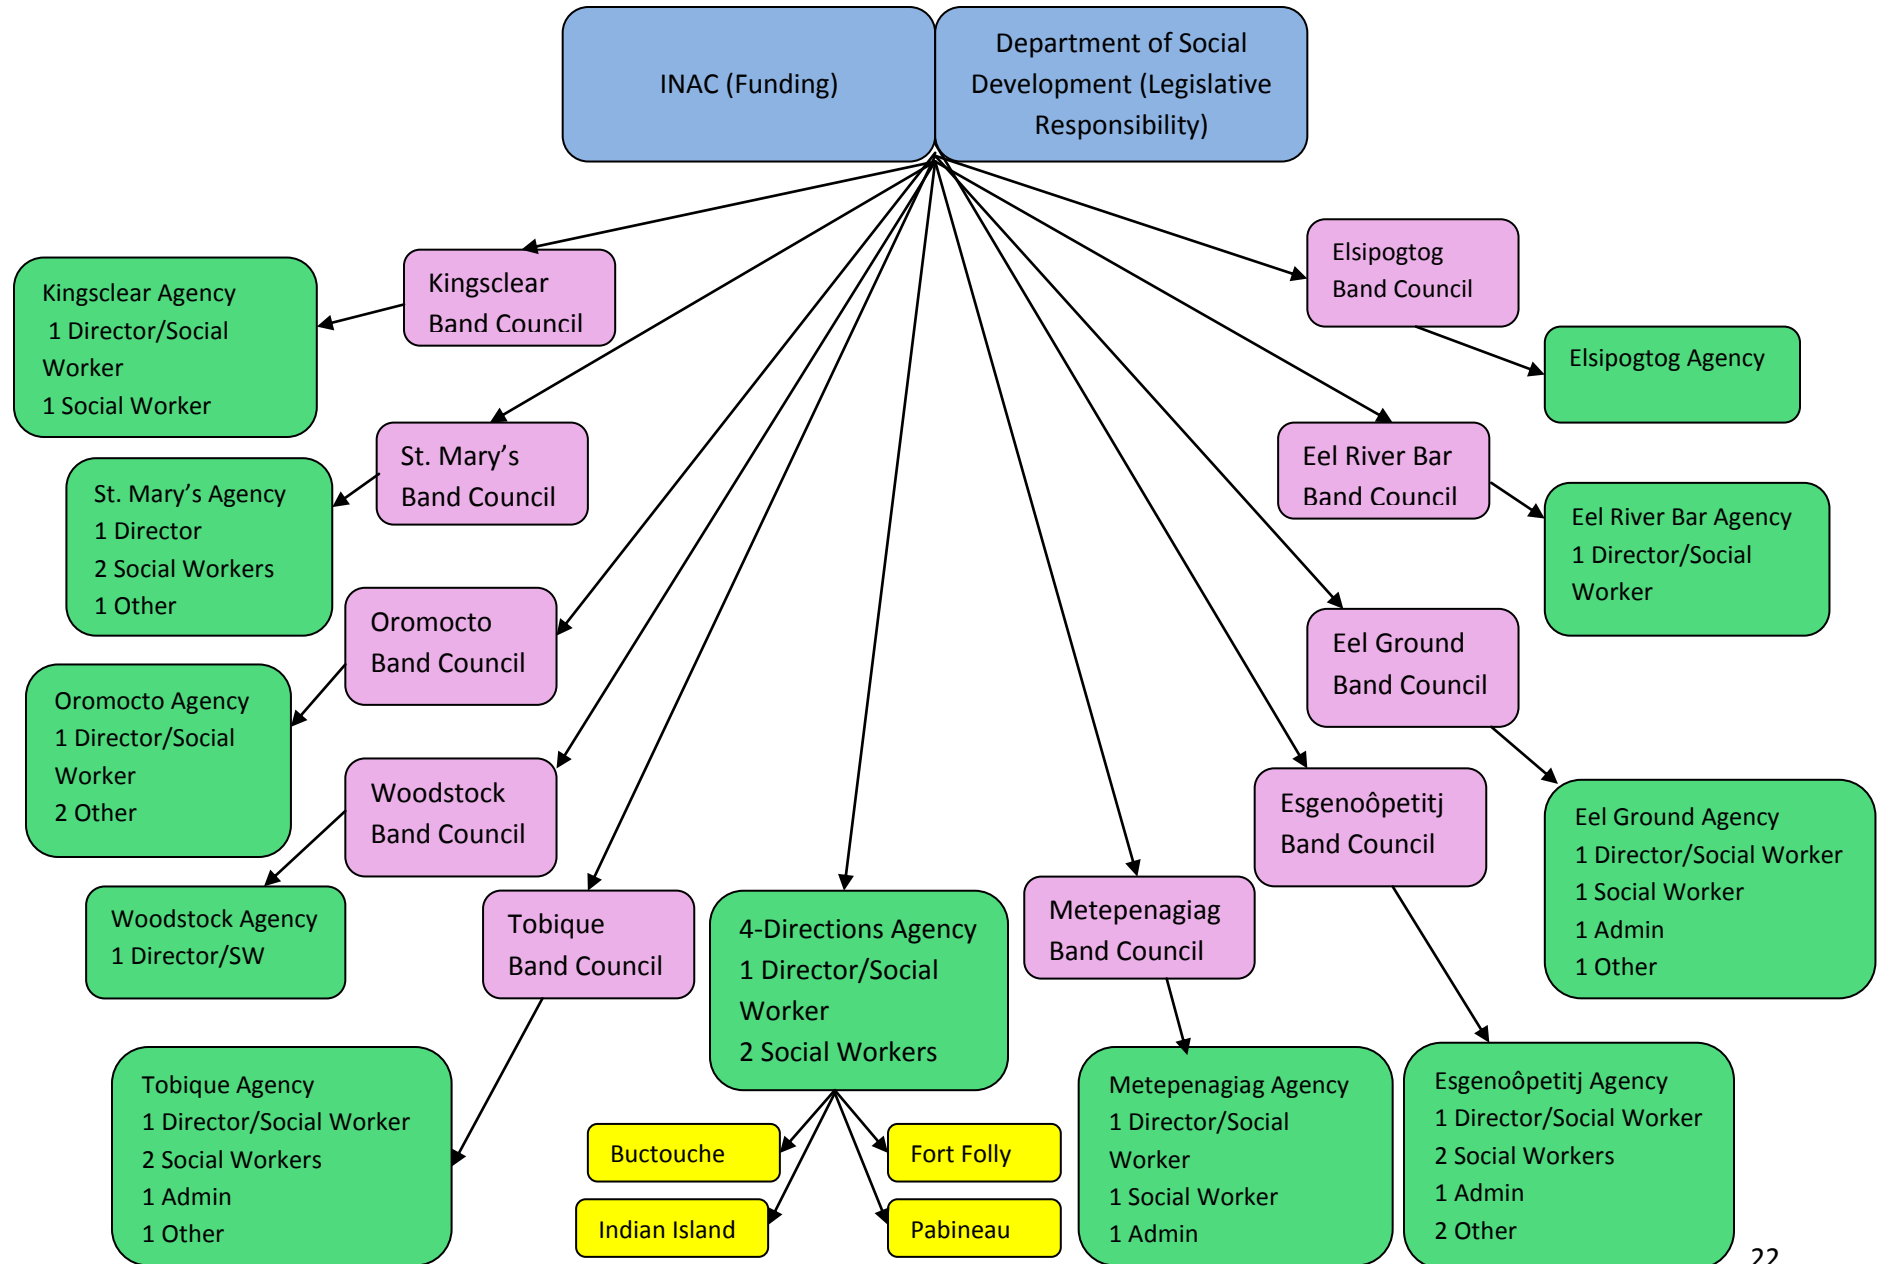 INAC (Funding)
Department of Social
Development (Legislative
Responsibility)
Kingsclear
Band Council
Elsipogtog
Band Council
Kingsclear Agency
1 Director/Social
Worker
1 Social Worker
Elsipogtog Agency
St. Mary’s
Band Council
Eel River Bar
Band Council
St. Mary’s Agency
1 Director
2 Social Workers
1 Other
Eel River Bar Agency
1 Director/Social
Worker
Oromocto
Band Council
Eel Ground
Band Council
Oromocto Agency
1 Director/Social
Worker
2 Other
Woodstock
Band Council
Esgenoôpetitj
Band Council
Eel Ground Agency
1 Director/Social Worker
1 Social Worker
1 Admin
1 Other
Woodstock Agency
1 Director/SW
Tobique
Band Council
4-Directions Agency
1 Director/Social
Worker
2 Social Workers
Metepenagiag
Band Council
Tobique Agency
1 Director/Social Worker
2 Social Workers
1 Admin
1 Other
Buctouche
Fort Folly
Indian Island
Pabineau
Metepenagiag Agency
1 Director/Social
Worker
1 Social Worker
1 Admin
Esgenoôpetitj Agency
1 Director/Social Worker
2 Social Workers
1 Admin
2 Other
22